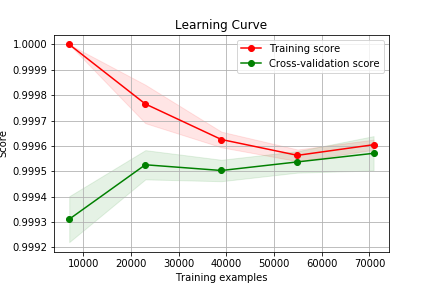 Learning Curve
Training score
Cross-validation score
1.0000
0.9999
0.9998
0.9997
0.9996
0.9995
0.9994
0.9993
0.9992
Score
10000 20000 30000 40000 50000 60000 70000
Training examples